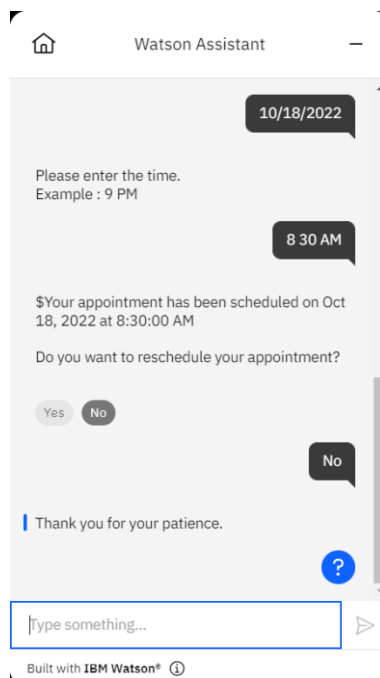 Watson Assistant
10/18/2022
Please enter the time.
Example : 9 PM
8 30 AM
$Your appointment has been scheduled on Oct
18, 2022 at 8:30:00 AM
Do you want to reschedule your appointment?
Yes No
No
Thank you for your patience.
?
Type something...
Built with IBM Watson®